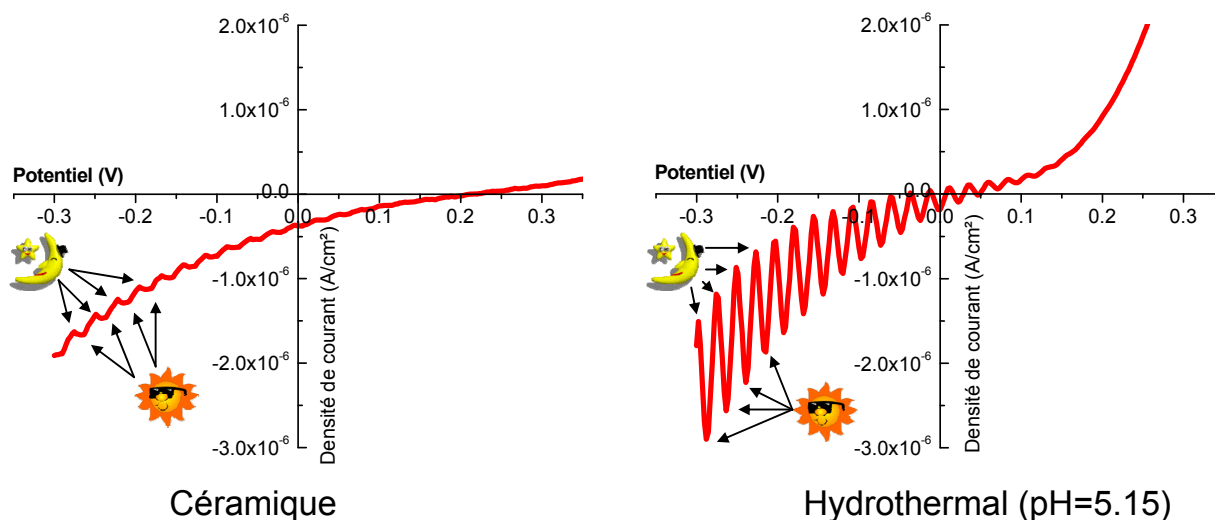 2.0x10-6
1.0x10-6
Potentiel (V)
0.0
-0.3 -0.2 -0.1 0.0 0.1 0.2 0.3
-1.0x10-6
-2.0x10-6
-3.0x10-6
Densité de courant (A/cm²)
Céramique
2.0x10-6
1.0x10-6
Potentiel (V)
0.0
-0.3 -0.2 -0.1 0.0 0.1 0.2 0.3
-1.0x10-6
-2.0x10-6
-3.0x10-6
Densité de courant (A/cm²)
Hydrothermal (pH=5.15)